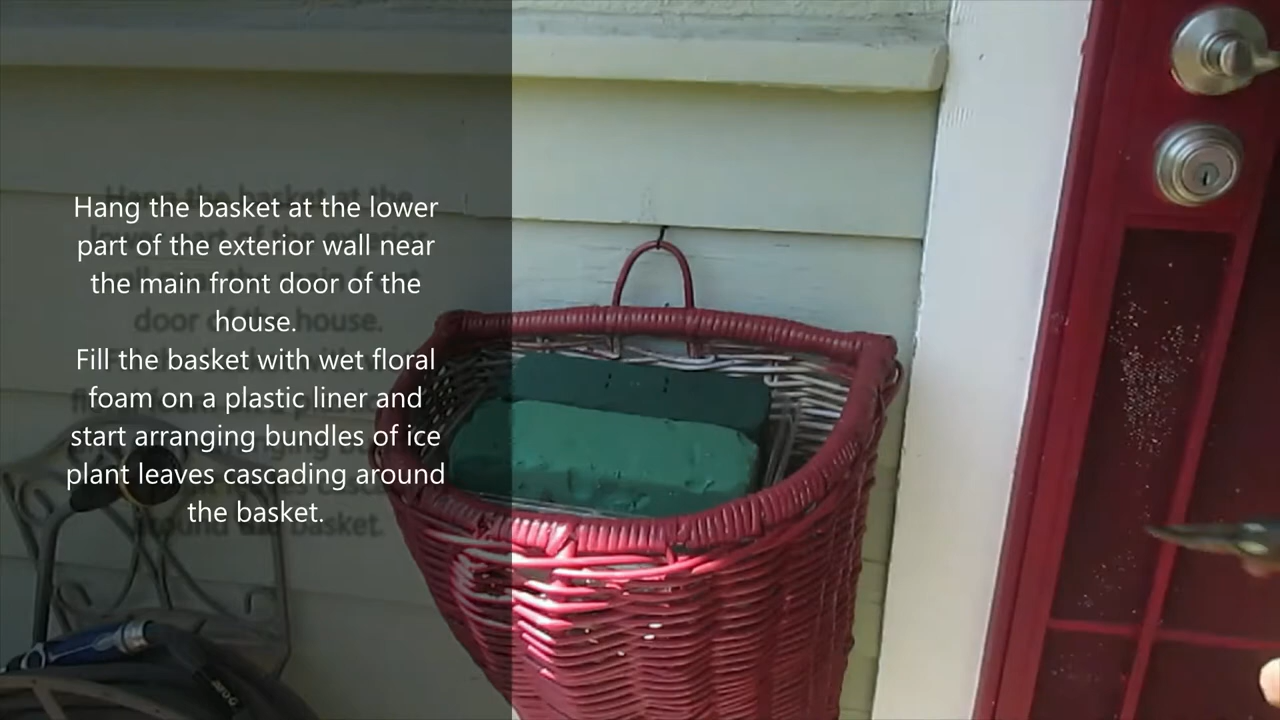 Hang the basket at the lower
part of the exterior wall near
the main front door of the
house.
Fill the basket with wet floral
foam on a plastic liner and
start arranging bundles of ice
plant leaves cascading around
the basket.